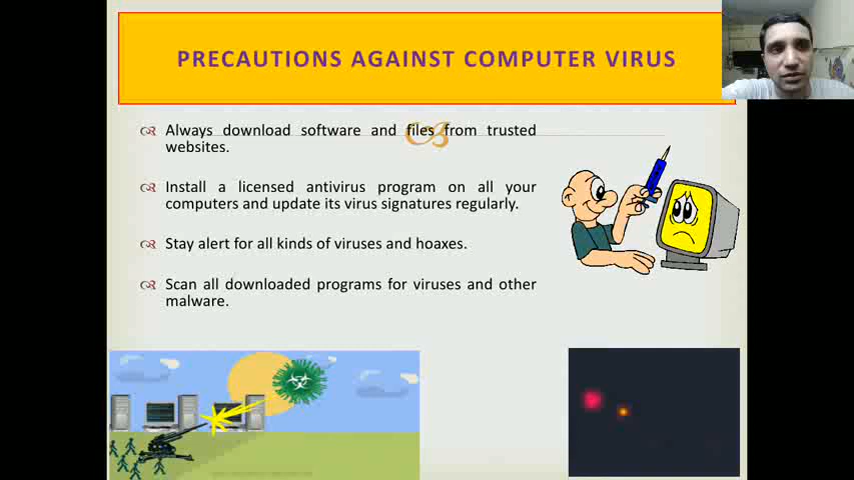 PRECAUTIONS AGAINST COMPUTER VIRUS
Always download software and files from trusted
websites.
Install a licensed antivirus program on all your
computers and update its virus signatures regularly.
Stay alert for all kinds of viruses and hoaxes.
Scan all downloaded programs for viruses and other
malware.